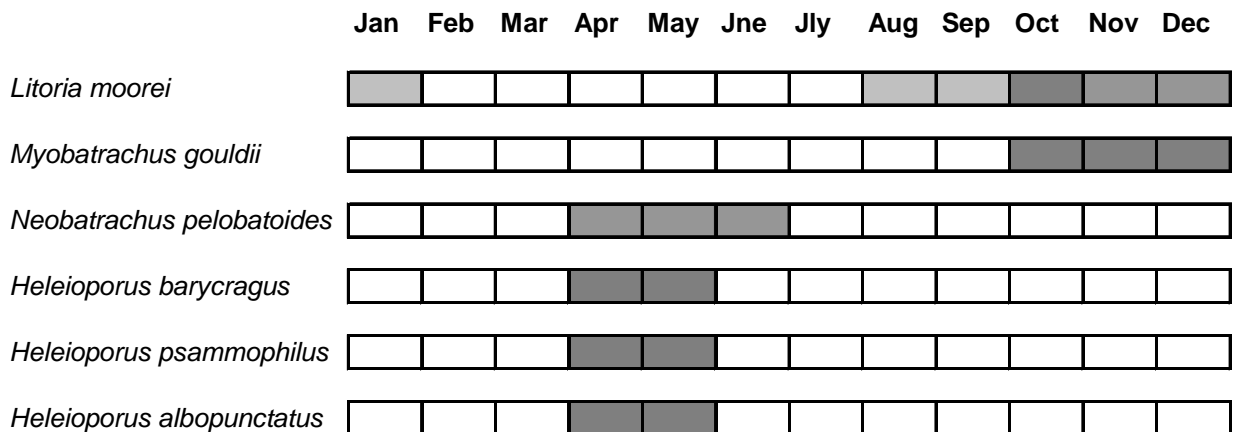 Jan Feb Mar Apr May Jne Jly Aug Sep Oct Nov Dec
Litoria moorei
Myobatrachus gouldii
Neobatrachus pelobatoides
Heleioporus barycragus
Heleioporus psammophilus
Heleioporus albopunctatus